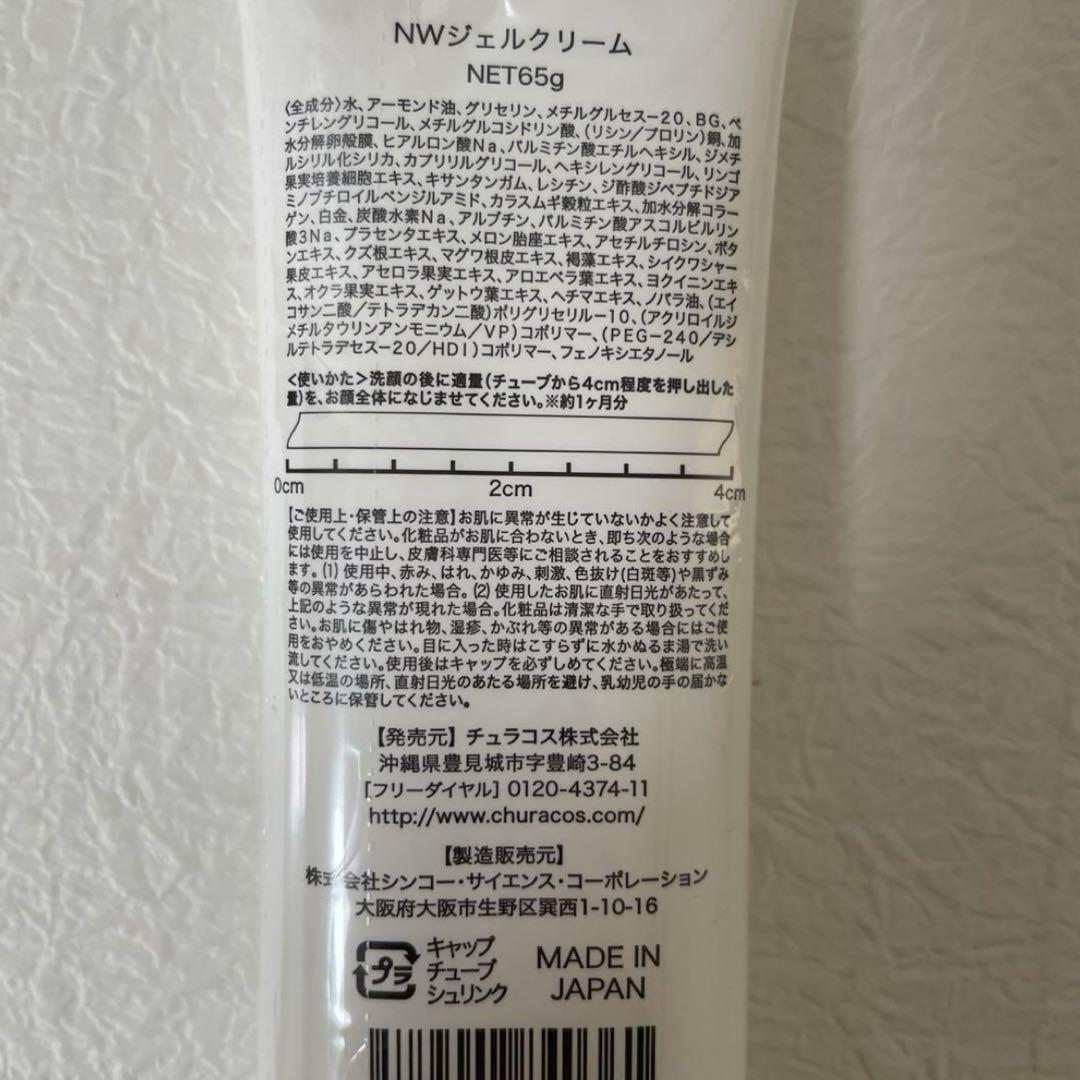 NWジェルクリーム
NET65g
〈全成分〉水、アーモンド油、グリセリン、メチルグルセス－20、BG、ペ
ンチレングリコール、メチルグルコシドリン酸、（リシン／プロリン）銅、加
水分解卵殻膜、ヒアルロン酸Na、パルミチン酸エチルヘキシル、ジメチ
ルシリル化シリカ、カプリリルグリコール、ヘキシレングリコール、リンゴ
果実培養細胞エキス、キサンタンガム、レシチン、ジ酢酸ジペプチドジア
ミノブチロイルベンジルアミド、カラスムギ穀粒エキス、加水分解コラー
ゲン、白金、炭酸水素Na、アルブチン、パルミチン酸アスコルビルリン
酸3Na、プラセンタエキス、メロン胎座エキス、アセチルチロシン、ボタ
ンエキス、クズ根エキス、マグワ根皮エキス、褐藻エキス、シイクワシャー
果皮エキス、アセロラ果実エキス、アロエベラ葉エキス、ヨクイニンエキ
ス、オクラ果実エキス、ゲットウ葉エキス、ヘチマエキス、ノバラ油、（エイ
コサン二酸／テトラデカン二酸）ポリグリセリル－10、（アクリロイルジ
メチルタウリンアンモニウム／VP）コポリマー、（PEG－240／デシ
ルテトラデセス－20／HDI）コポリマー、フェノキシエタノール
＜使いかた＞洗顔の後に適量（チューブから4cm程度を押し出した
量）を、お顔全体になじませてください。※約1ヶ月分
0cm 2cm 4cm
【ご使用上・保管上の注意】お肌に異常が生じていないかよく注意して
使用してください。化粧品がお肌に合わないとき、即ち次のような場合
には使用を中止し、皮膚科専門医等にご相談されることをおすすめし
ます。(1) 使用中、赤み、はれ、かゆみ、刺激、色抜け(白斑等)や黒ずみ
等の異常があらわれた場合。(2) 使用したお肌に直射日光があたって、
上記のような異常が現れた場合。化粧品は清潔な手で取り扱ってくだ
さい。お肌に傷やはれ物、湿疹、かぶれ等の異常がある場合にはご使
用をおやめください。目に入った時はこすらずに水かぬるま湯で洗い
流してください。使用後はキャップを必ずしめてください。極端に高温
又は低温の場所、直射日光のあたる場所を避け、乳幼児の手の届かな
いところに保管してください。
【発売元】チュラコス株式会社
沖縄県豊見城市字豊崎3-84
［フリーダイヤル］0120-4374-11
http://www.churacos.com/
【製造販売元】
株式会社シンコー・サイエンス・コーポレーション
大阪府大阪市生野区巽西1-10-16
プラ
キャップ
チューブ
シュリンク
MADE IN
JAPAN